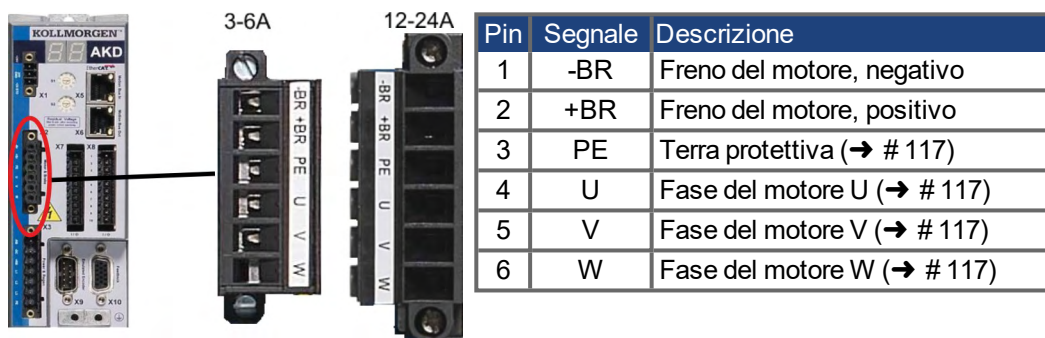 KOLLMORGEN
AKD
EtherCAT
X1
X5
X6
X2
X7
X8
X3
X9
X10
3-6A
-BR +BR PE U V W
12-24A
-BR +BR PE U V W
Pin Segnale Descrizione
1 -BR Freno del motore, negativo
2 +BR Freno del motore, positivo
3 PE Terra protettiva (➜ # 117)
4 U Fase del motore U (➜ # 117)
5 V Fase del motore V (➜ # 117)
6 W Fase del motore W (➜ # 117)